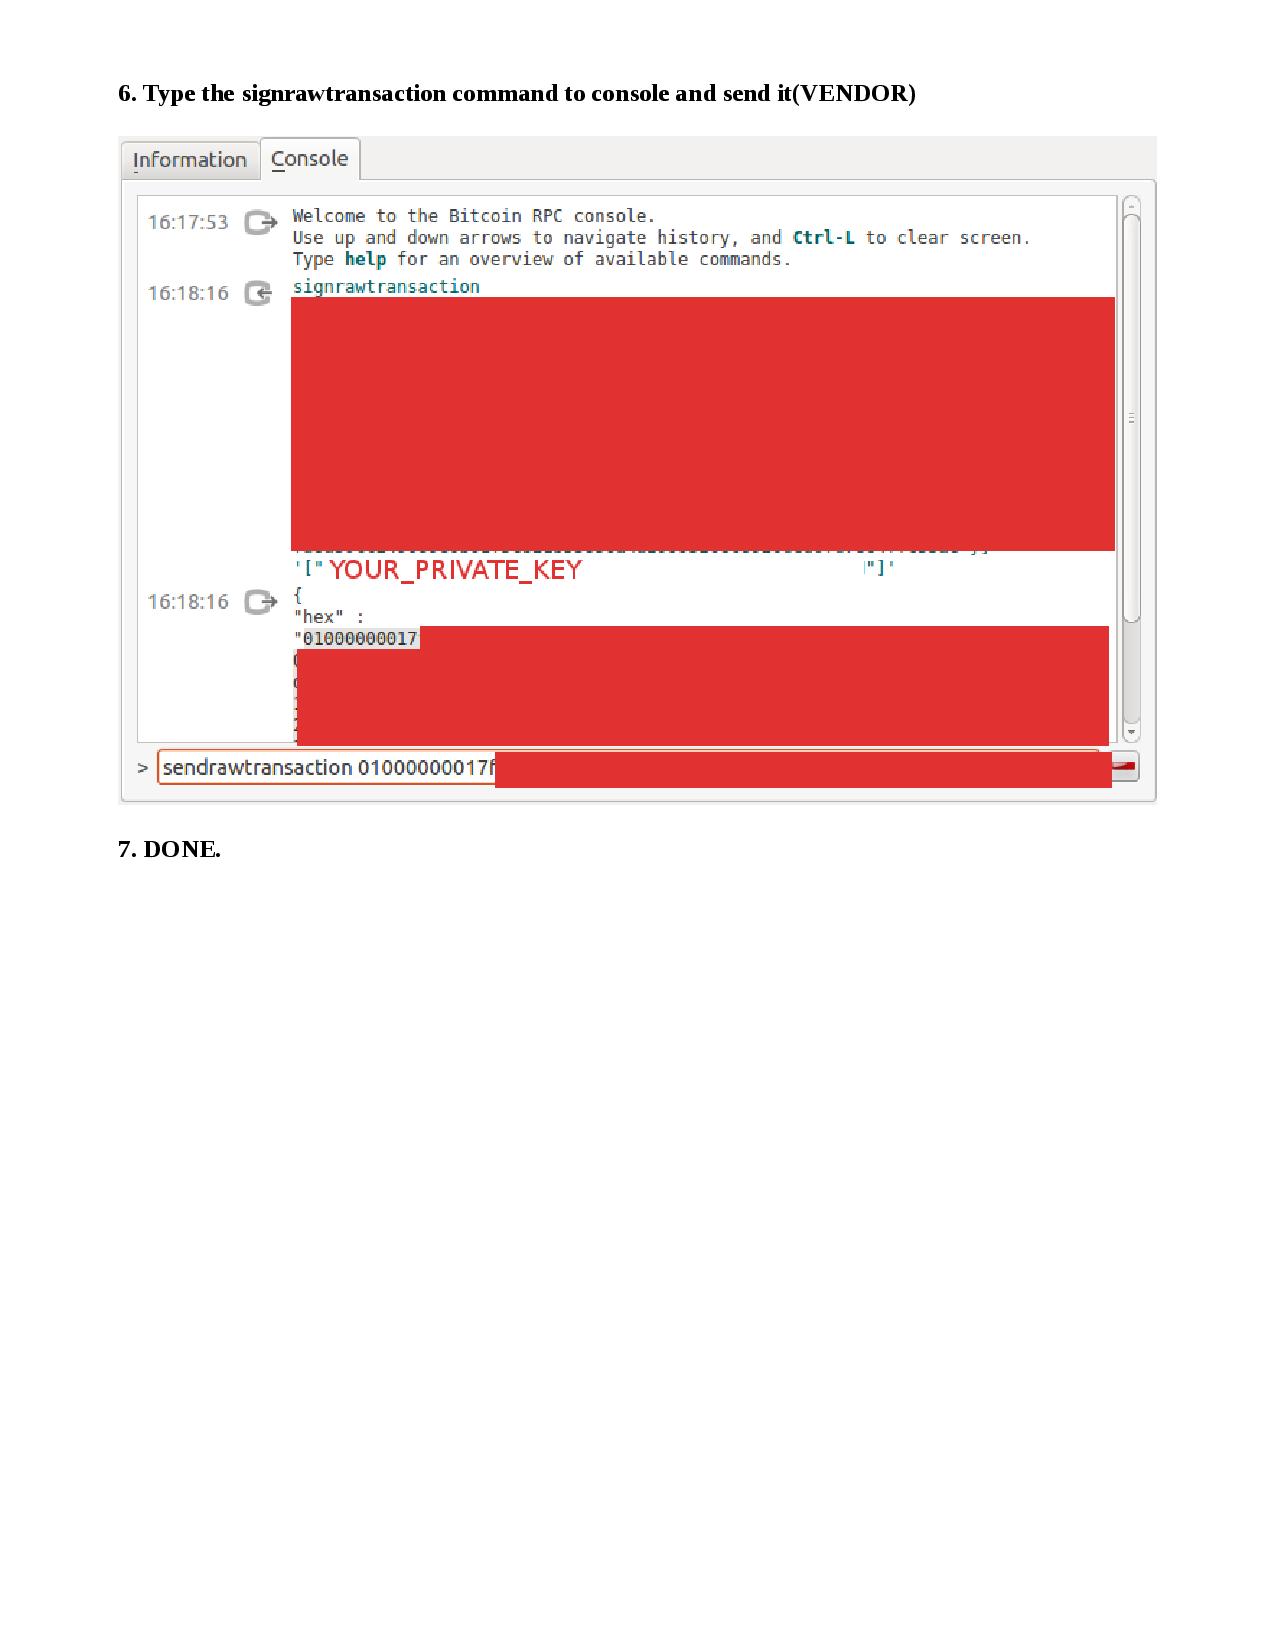 6. Type the signrawtransaction command to console and send it(VENDOR)
Information Console
16:17:53 Welcome to the Bitcoin RPC console.
Use up and down arrows to navigate history, and Ctrl-L to clear screen.
Type help for an overview of available commands.
16:18:16 signrawtransaction
'[" YOUR_PRIVATE_KEY "]'
16:18:16 {
"hex" :
"01000000017
> sendrawtransaction 01000000017f
7. DONE.